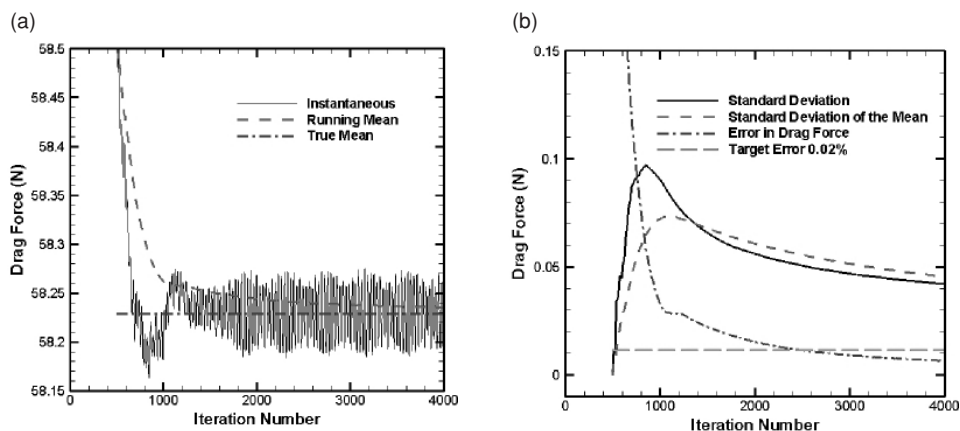 (a)
58.5
58.45
58.4
58.35
58.3
58.25
58.2
58.15
Drag Force (N)
Instantaneous
Running Mean
True Mean
0
1000
2000
3000
4000
Iteration Number
(b)
0.15
0.1
0.05
0
Drag Force (N)
Standard Deviation
Standard Deviation of the Mean
Error in Drag Force
Target Error 0.02%
0
1000
2000
3000
4000
Iteration Number